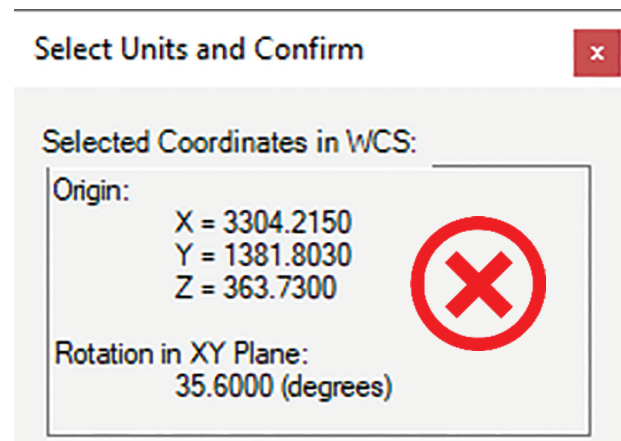 Select Units and Confirm
x
Selected Coordinates in WCS:
Origin:
X = 3304.2150
Y = 1381.8030
Z = 363.7300
Rotation in XY Plane:
35.6000 (degrees)